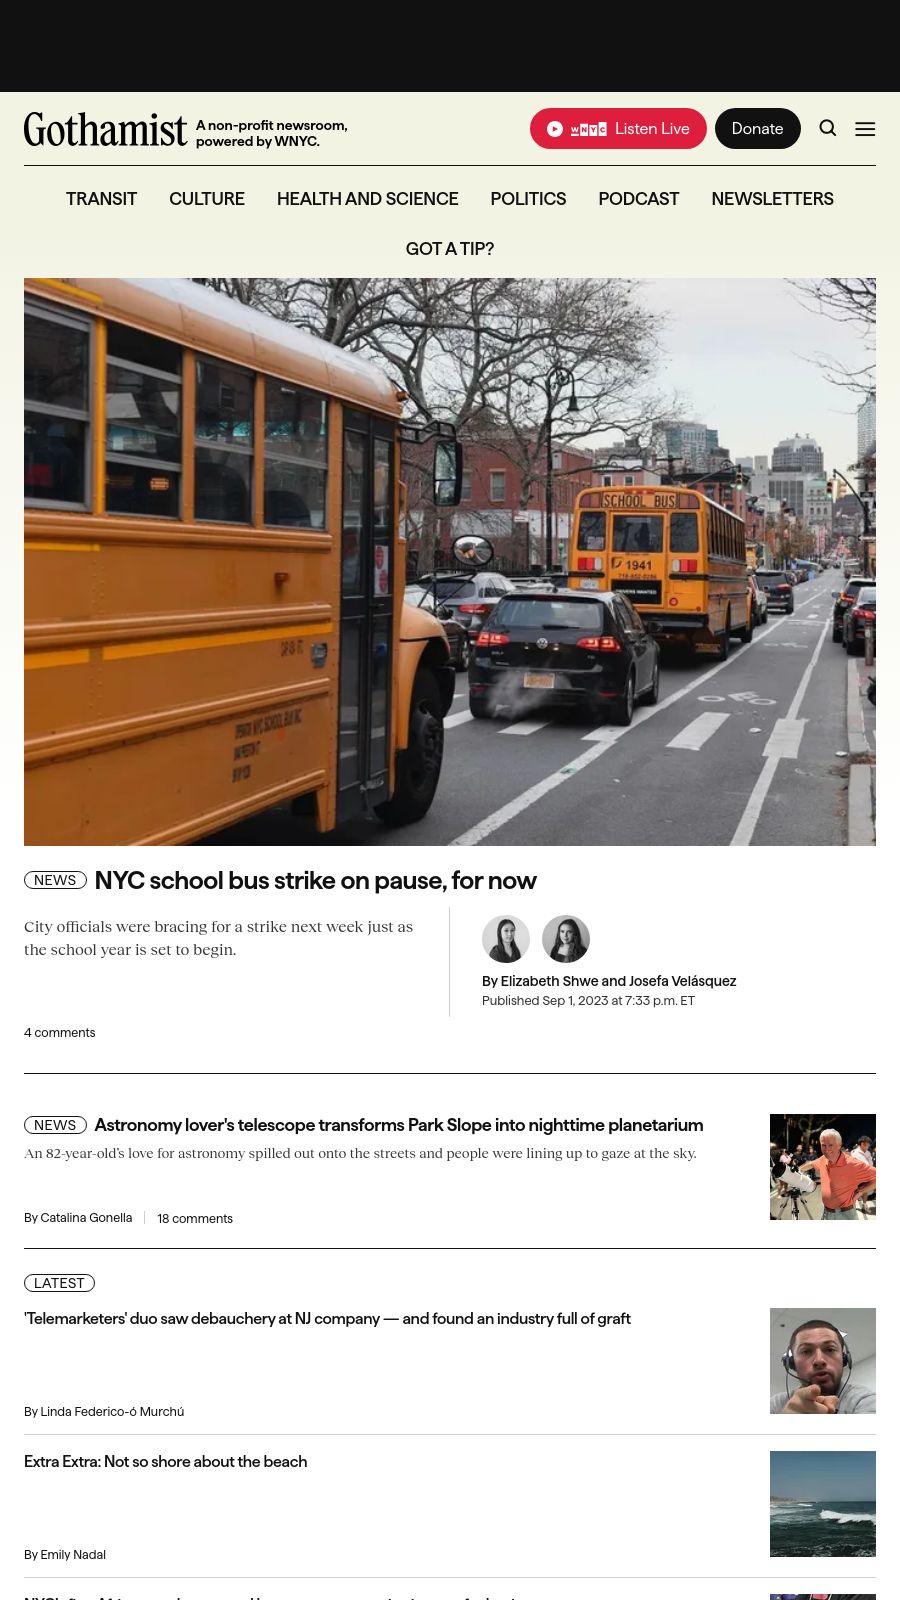 Gothamist
A non-profit newsroom,
powered by WNYC.
WNYC Listen Live
Donate
TRANSIT
CULTURE
HEALTH AND SCIENCE
POLITICS
PODCAST
NEWSLETTERS
GOT A TIP?
SCHOOL BUS
1941
NEWS NYC school bus strike on pause, for now
City officials were bracing for a strike next week just as
the school year is set to begin.
By Elizabeth Shwe and Josefa Velásquez
Published Sep 1, 2023 at 7:33 p.m. ET
4 comments
NEWS Astronomy lover's telescope transforms Park Slope into nighttime planetarium
An 82-year-old’s love for astronomy spilled out onto the streets and people were lining up to gaze at the sky.
By Catalina Gonella
18 comments
LATEST
'Telemarketers' duo saw debauchery at NJ company — and found an industry full of graft
By Linda Federico-ó Murchú
Extra Extra: Not so shore about the beach
By Emily Nadal